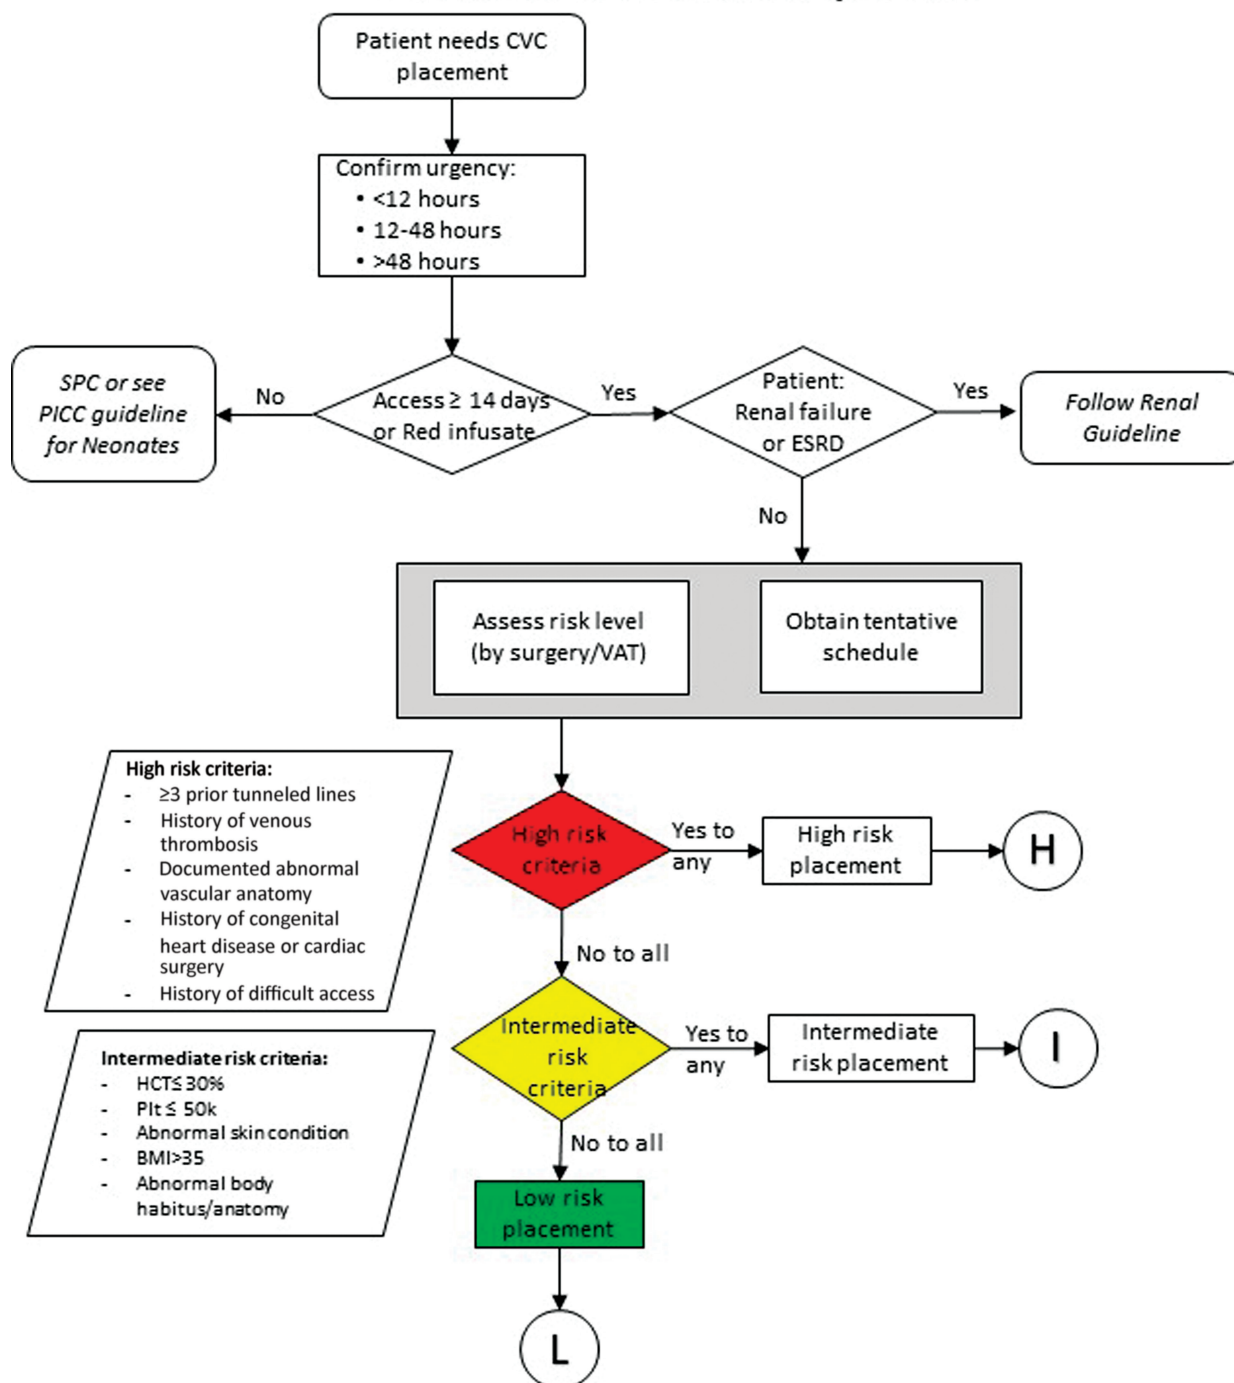 Patient needs CVC
placement
Confirm urgency:
• <12 hours
• 12-48 hours
• >48 hours
SPC or see
PICC guideline
for Neonates
No
Access ≥ 14 days
or Red infusate
Yes
Patient:
Renal failure
or ESRD
Yes
Follow Renal
Guideline
No
Assess risk level
(by surgery/VAT)
Obtain tentative
schedule
High risk criteria:
- ≥3 prior tunneled lines
- History of venous
thrombosis
- Documented abnormal
vascular anatomy
- History of congenital
heart disease or cardiac
surgery
- History of difficult access
High risk
criteria
Yes to
any
High risk
placement
H
No to all
Intermediate risk criteria:
- HCT≤ 30%
- Plt ≤ 50k
- Abnormal skin condition
- BMI>35
- Abnormal body
habitus/anatomy
Intermediate
risk
criteria
Yes to
any
Intermediate
risk placement
I
No to all
Low risk
placement
L